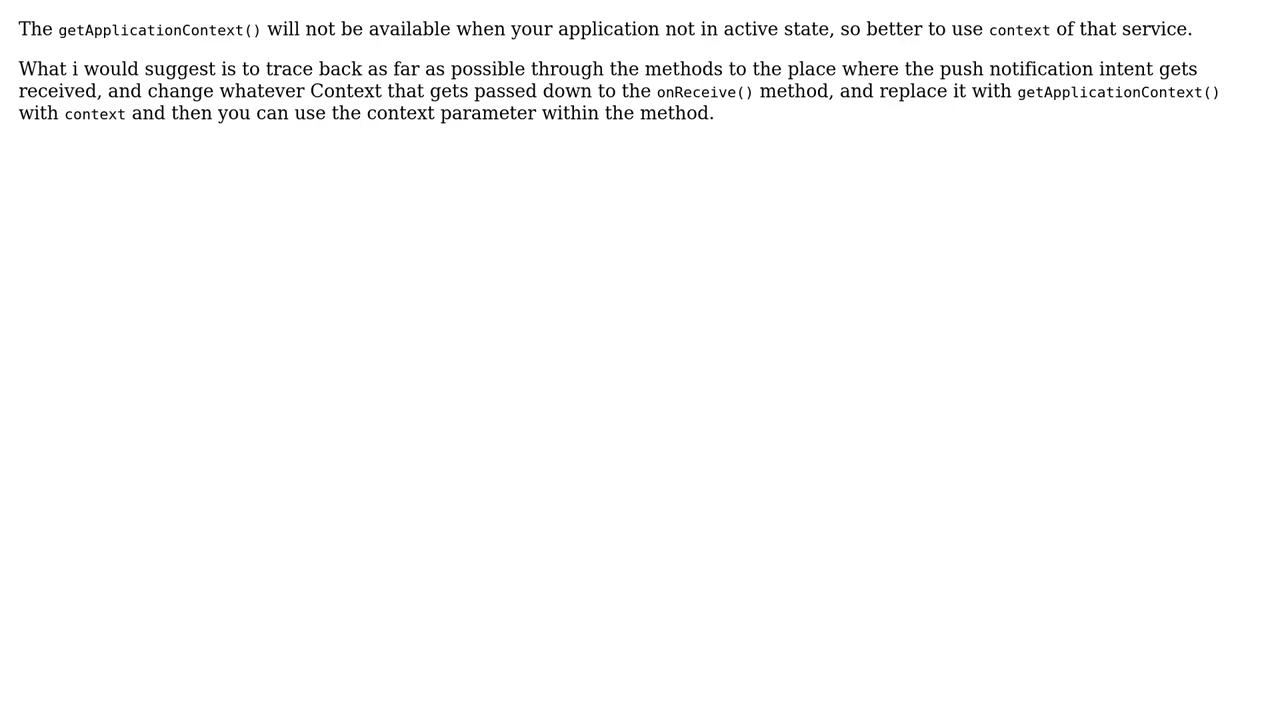 The getApplicationContext() will not be available when your application not in active state, so better to use context of that service.
What i would suggest is to trace back as far as possible through the methods to the place where the push notification intent gets
received, and change whatever Context that gets passed down to the onReceive() method, and replace it with getApplicationContext()
with context and then you can use the context parameter within the method.